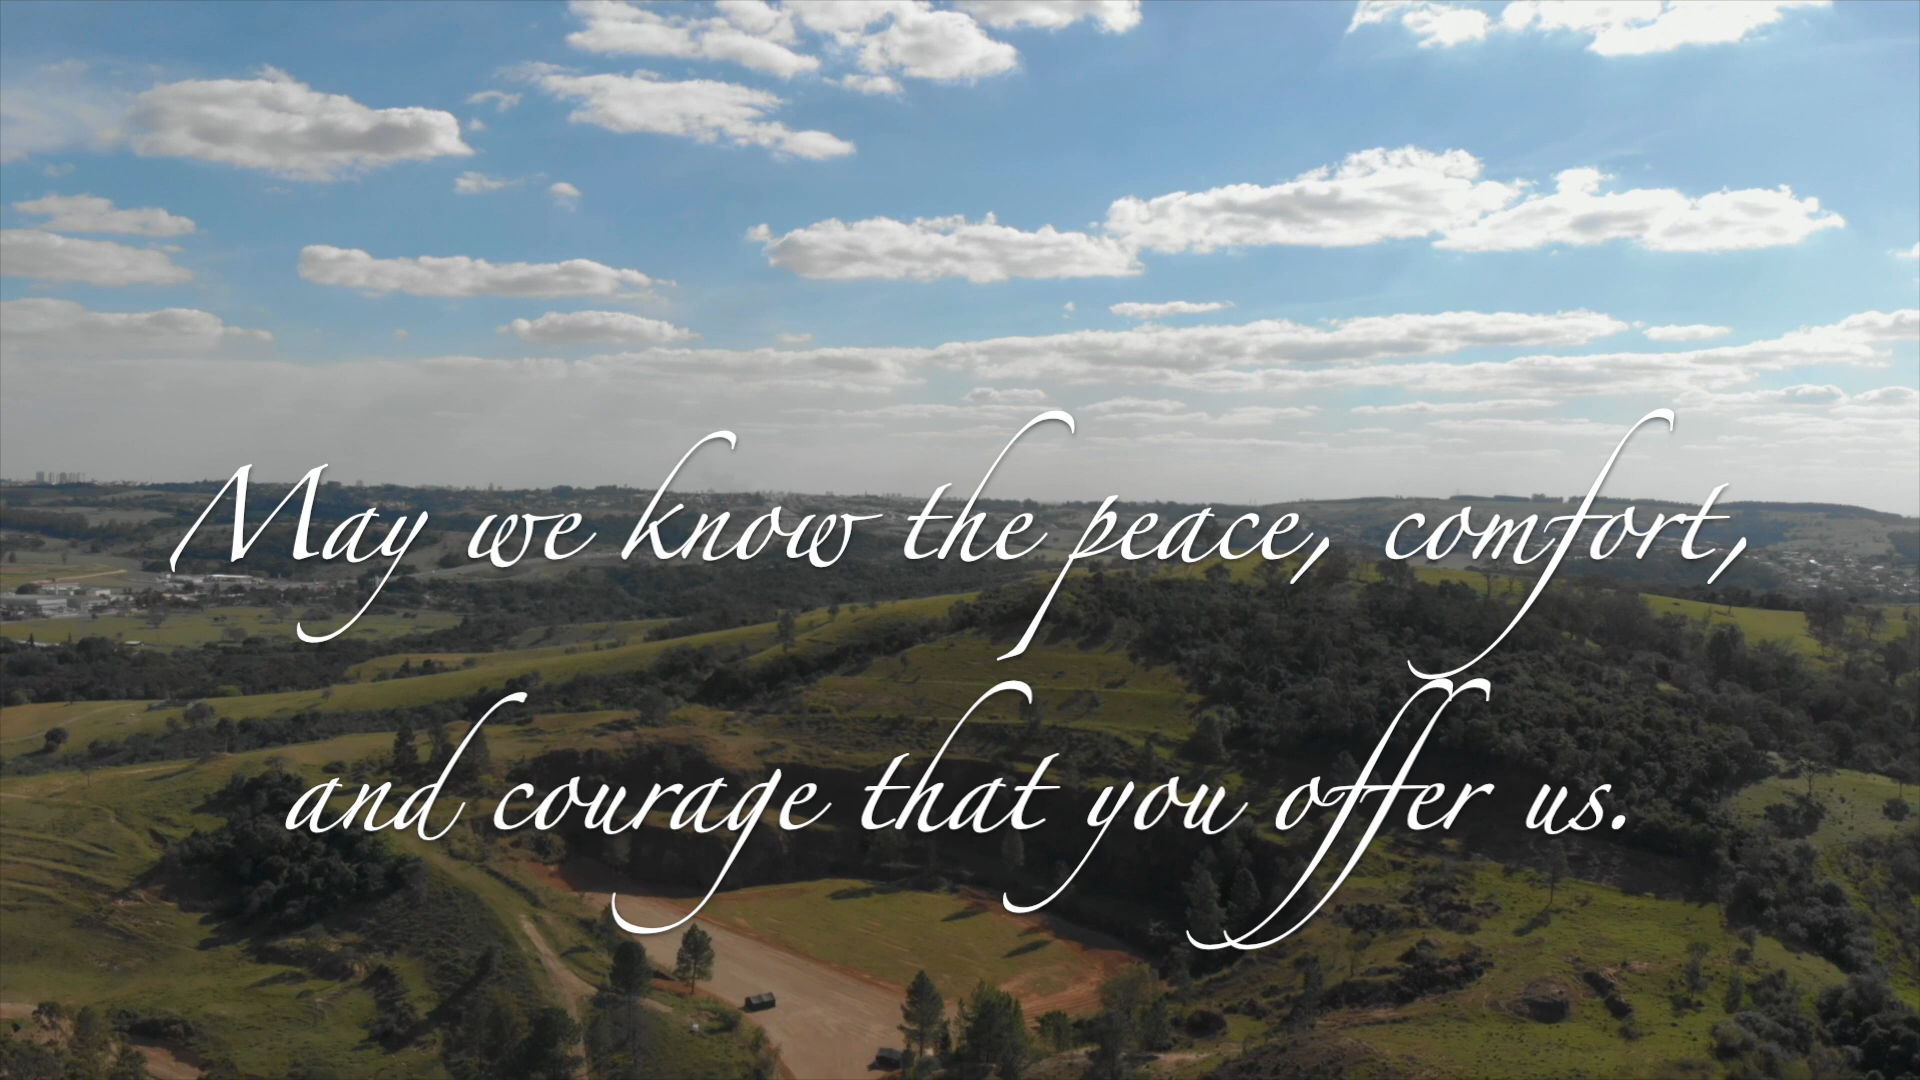 May we know the peace, comfort,
and courage that you offer us.